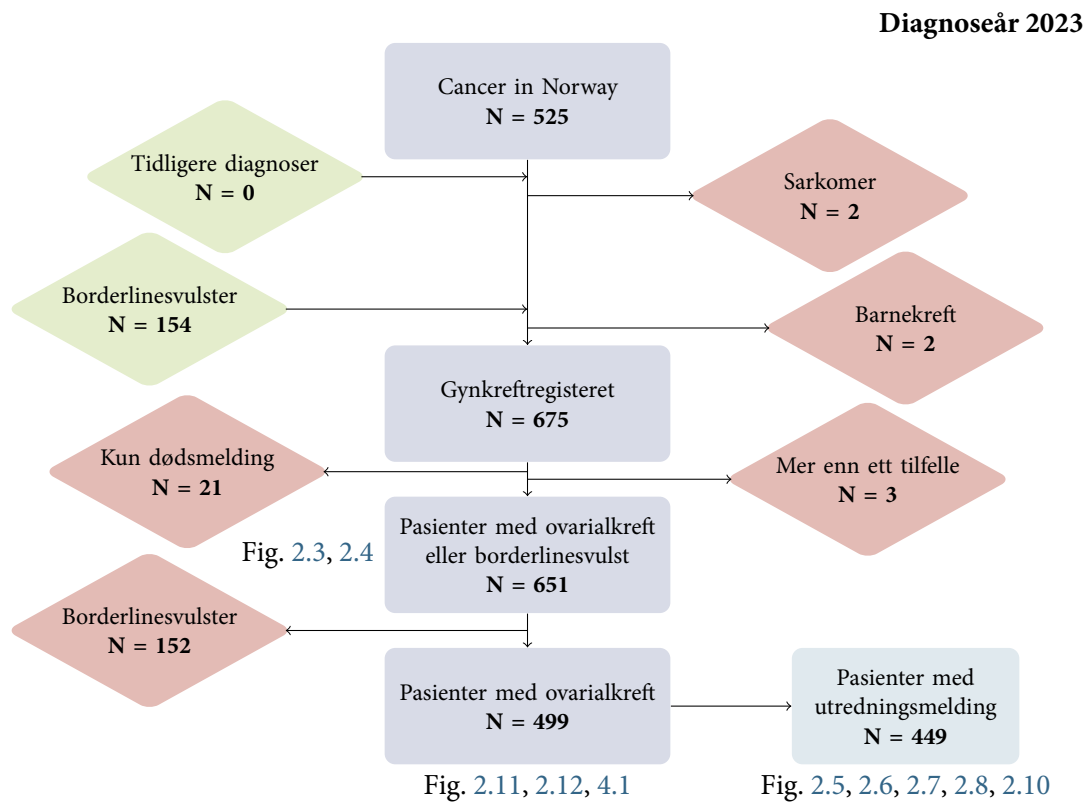 Diagnoseår 2023
Cancer in Norway
N = 525
Tidligere diagnoser
N = 0
Sarkomer
N = 2
Borderlinesvulster
N = 154
Barnekreft
N = 2
Gynkreftregisteret
N = 675
Kun dødsmelding
N = 21
Mer enn ett tilfelle
N = 3
Pasienter med ovarialkreft
eller borderlinesvulst
N = 651
Fig. 2.3, 2.4
Borderlinesvulster
N = 152
Pasienter med ovarialkreft
N = 499
Pasienter med
utredningsmelding
N = 449
Fig. 2.11, 2.12, 4.1
Fig. 2.5, 2.6, 2.7, 2.8, 2.10